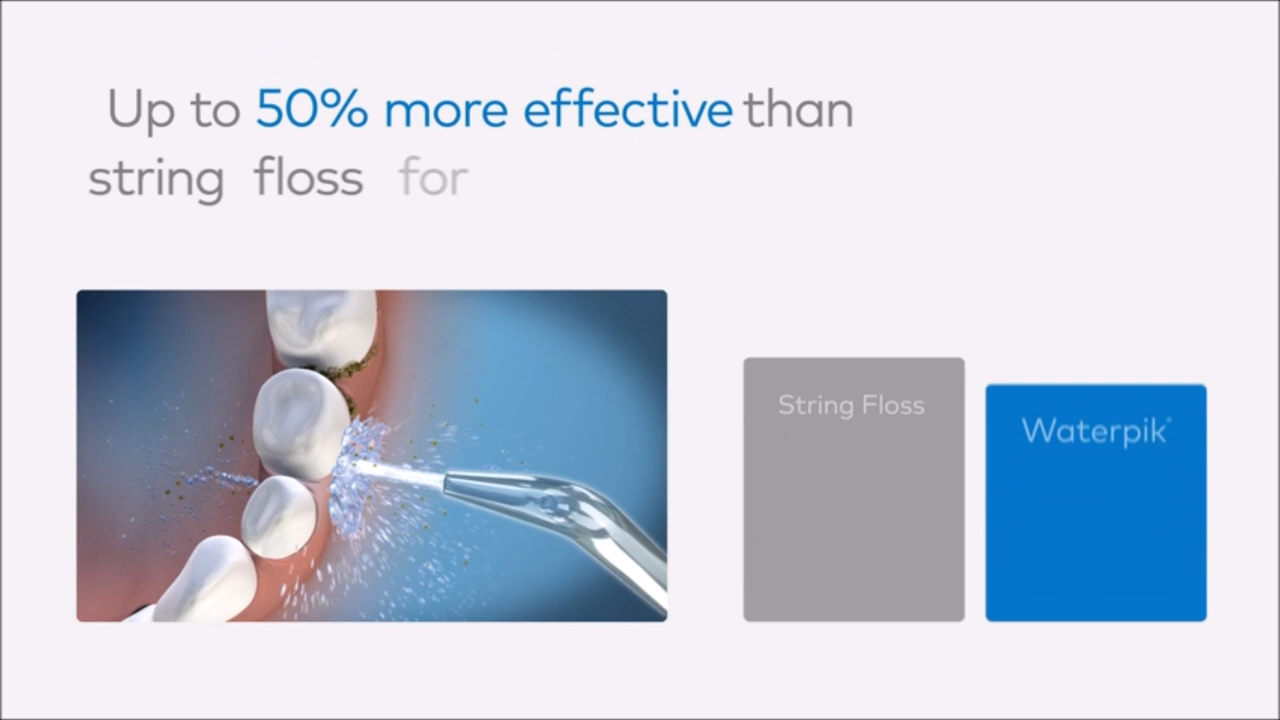 Up to 50% more effective than
string floss for
String Floss
Waterpik®